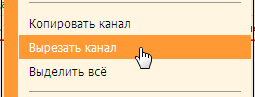 Копировать канал
Вырезать канал
Выделить всё